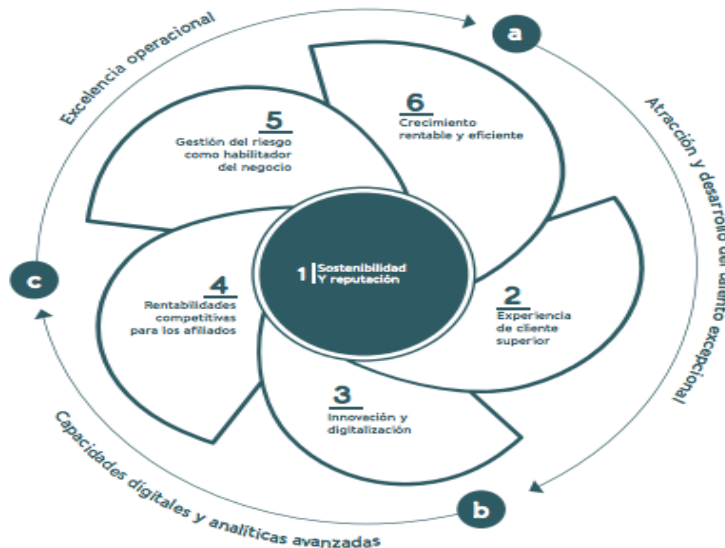 1 Sostenibilidad
Y reputación
2
Experiencia
de cliente
superior
3
Innovación y
digitalización
4
Rentabilidades
competitivas
para los afiliados
5
Gestión del riesgo
como habilitador
del negocio
6
Crecimiento
rentable y eficiente
a
Atracción y desarrollo del talento excepcional
b
Capacidades digitales y analíticas avanzadas
c
Excelencia operacional